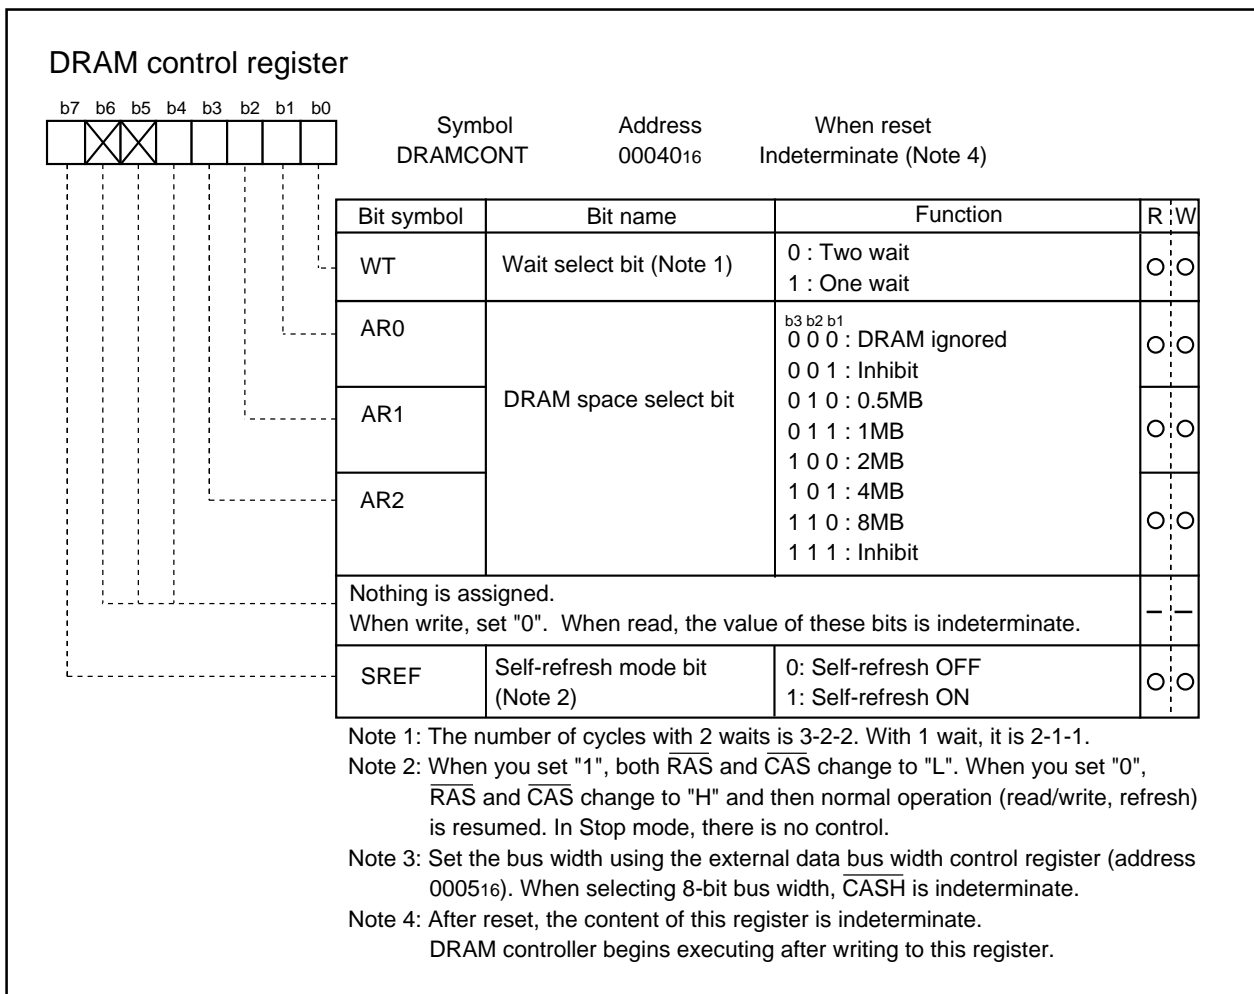 DRAM control register
b7 b6 b5 b4 b3 b2 b1 b0
Symbol Address When reset
DRAMCONT 000416 Indeterminate (Note 4)
Bit symbol Bit name Function R W
WT Wait select bit (Note 1) 0 : Two wait
1 : One wait
AR0 b3 b2 b1
0 0 0 : DRAM ignored
0 0 1 : Inhibit
AR1 DRAM space select bit 0 1 0 : 0.5MB
0 1 1 : 1MB
1 0 0 : 2MB
AR2 1 0 1 : 4MB
1 1 0 : 8MB
1 1 1 : Inhibit
Nothing is assigned.
When write, set "0". When read, the value of these bits is indeterminate.
SREF Self-refresh mode bit 0: Self-refresh OFF
(Note 2) 1: Self-refresh ON
Note 1: The number of cycles with 2 waits is 3-2-2. With 1 wait, it is 2-1-1.
Note 2: When you set "1", both RAS and CAS change to "L". When you set "0",
RAS and CAS change to "H" and then normal operation (read/write, refresh)
is resumed. In Stop mode, there is no control.
Note 3: Set the bus width using the external data bus width control register (address
000516). When selecting 8-bit bus width, CASH is indeterminate.
Note 4: After reset, the content of this register is indeterminate.
DRAM controller begins executing after writing to this register.